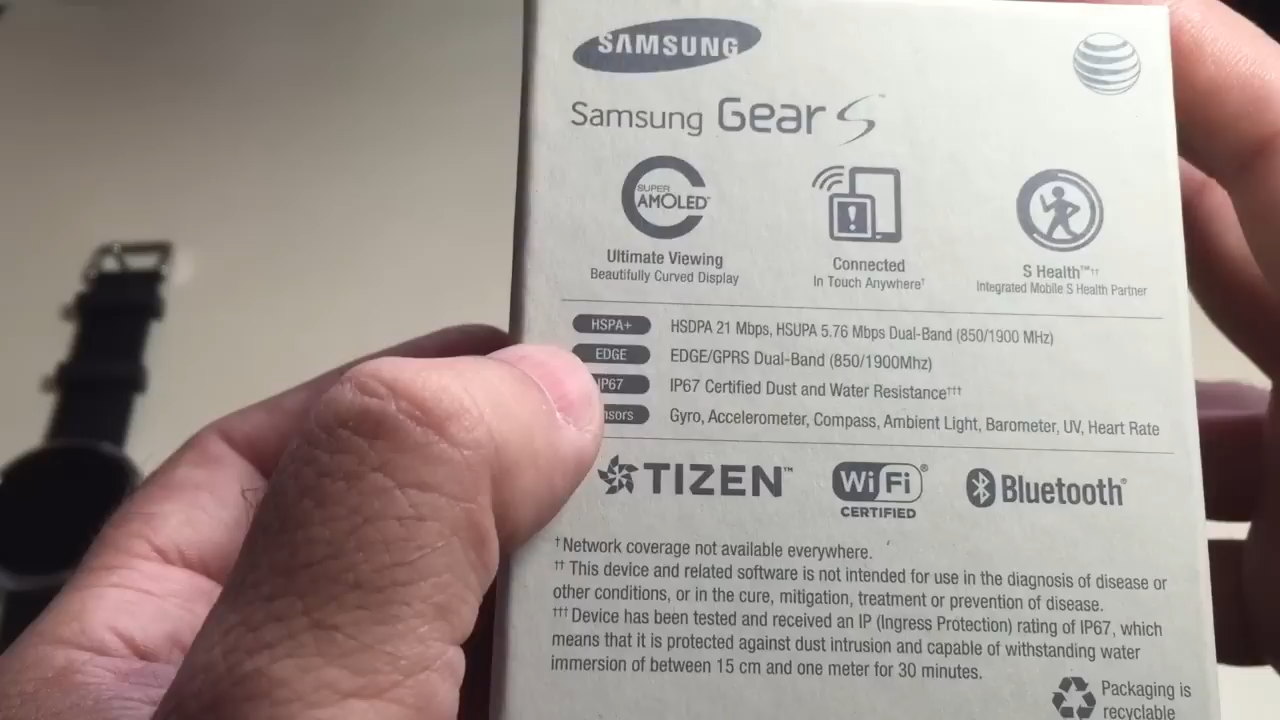 SAMSUNG
Samsung Gear S™
SUPER
AMOLED™
Ultimate Viewing
Beautifully Curved Display
Connected
In Touch Anywhere†
S Health™††
Integrated Mobile S Health Partner
HSPA+ HSDPA 21 Mbps, HSUPA 5.76 Mbps Dual-Band (850/1900 MHz)
EDGE EDGE/GPRS Dual-Band (850/1900Mhz)
IP67 IP67 Certified Dust and Water Resistance†††
Gyro, Accelerometer, Compass, Ambient Light, Barometer, UV, Heart Rate
TIZEN™
Wi Fi®
CERTIFIED
Bluetooth®
†Network coverage not available everywhere.
†† This device and related software is not intended for use in the diagnosis of disease or
other conditions, or in the cure, mitigation, treatment or prevention of disease.
††† Device has been tested and received an IP (Ingress Protection) rating of IP67, which
means that it is protected against dust intrusion and capable of withstanding water
immersion of between 15 cm and one meter for 30 minutes.
Packaging is
recyclable